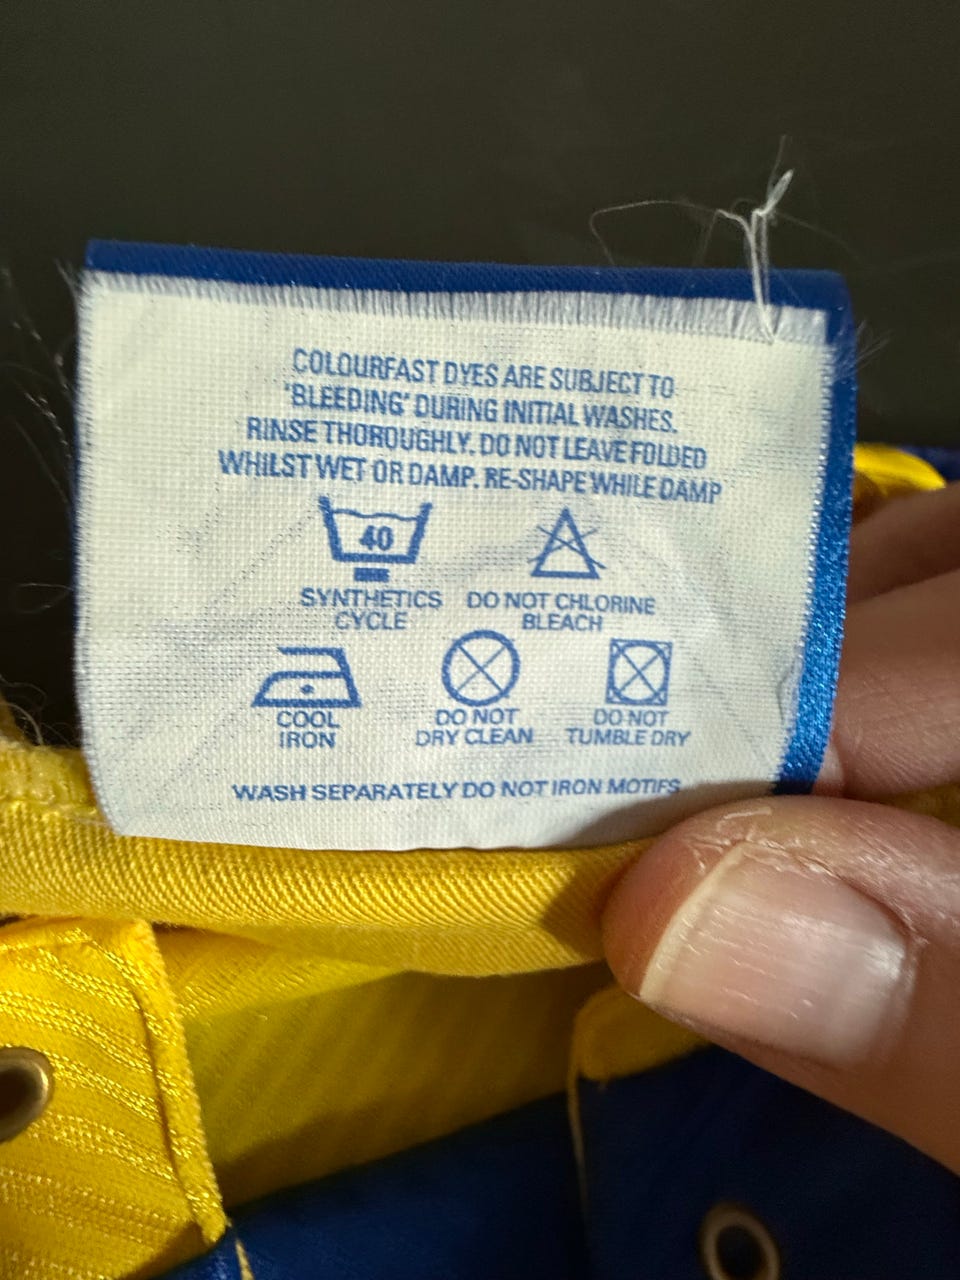 COLOURFAST DYES ARE SUBJECT TO
'BLEEDING' DURING INITIAL WASHES.
RINSE THOROUGHLY. DO NOT LEAVE FOLDED
WHILST WET OR DAMP. RE-SHAPE WHILE DAMP
40
SYNTHETICS CYCLE
DO NOT CHLORINE BLEACH
COOL IRON
DO NOT DRY CLEAN
DO NOT TUMBLE DRY
WASH SEPARATELY DO NOT IRON MOTIFS